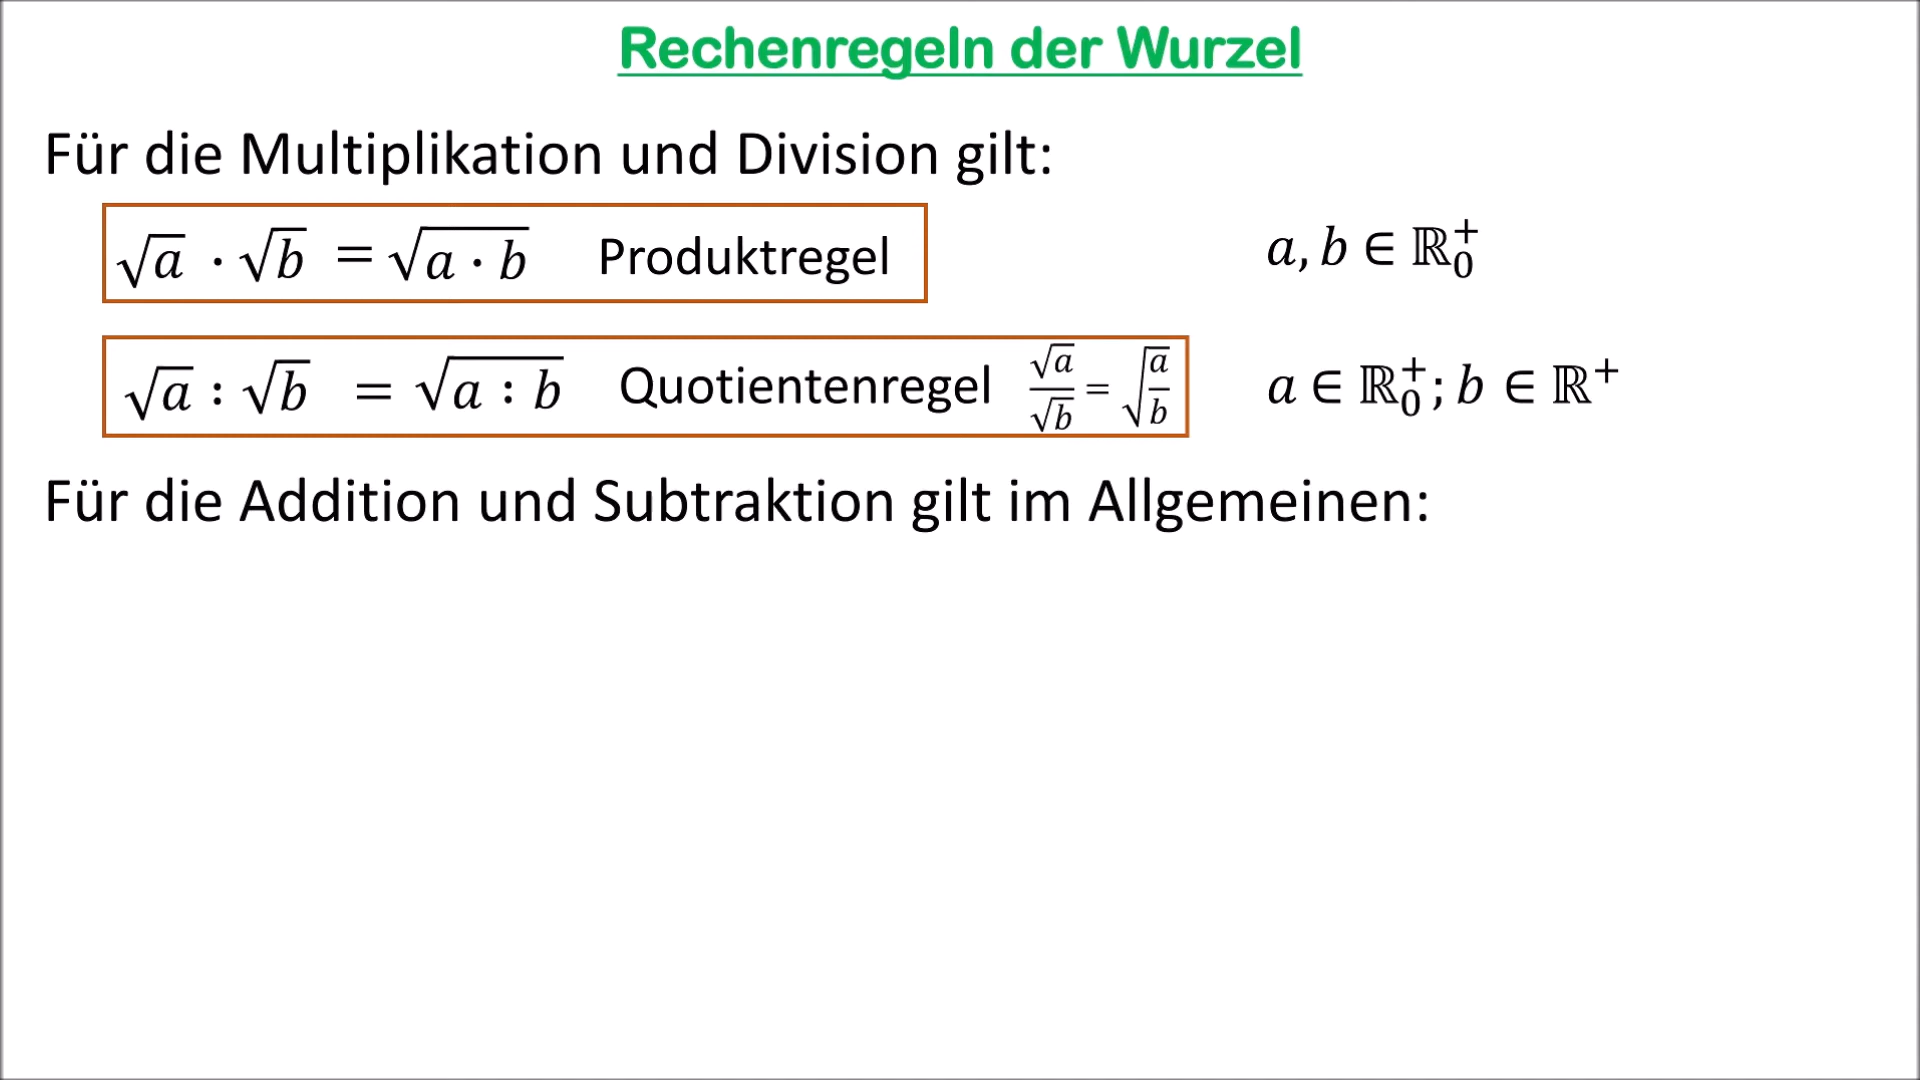 Rechenregeln der Wurzel
Für die Multiplikation und Division gilt:
√a · √b = √(a · b) Produktregel a, b ∈ ℝ₀⁺
√a : √b = √(a : b) Quotientenregel √a/√b = √(a/b) a ∈ ℝ₀⁺; b ∈ ℝ⁺
Für die Addition und Subtraktion gilt im Allgemeinen: